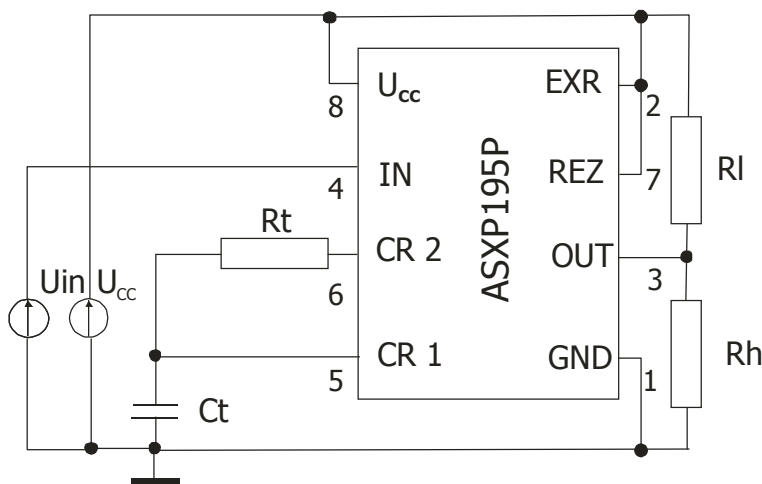 Ucc
EXR
8
2
ASXP195P
Rl
IN
REZ
4
7
Rt
CR 2
OUT
6
3
Uin
Ucc
CR 1
GND
5
1
Rh
Ct